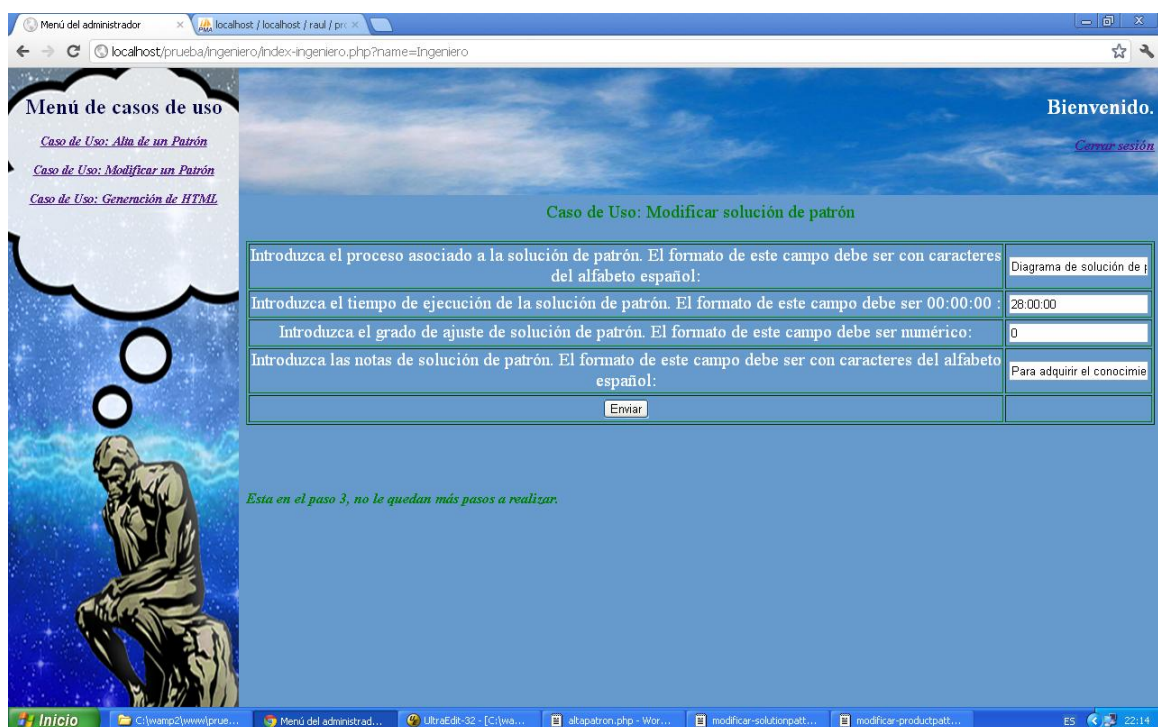 Menú del administrador
localhost / localhost / raul / pr
localhost/prueba/ingeniero/index-ingeniero.php?name=Ingeniero
Menú de casos de uso
Caso de Uso: Alta de un Patrón
Caso de Uso: Modificar un Patrón
Caso de Uso: Generación de HTML
Bienvenido.
Cerrar sesión
Caso de Uso: Modificar solución de patrón
Introduzca el proceso asociado a la solución de patrón. El formato de este campo debe ser con caracteres
del alfabeto español:
Diagrama de solución de p
Introduzca el tiempo de ejecución de la solución de patrón. El formato de este campo debe ser 00:00:00 :
28:00:00
Introduzca el grado de ajuste de solución de patrón. El formato de este campo debe ser numérico:
0
Introduzca las notas de solución de patrón. El formato de este campo debe ser con caracteres del alfabeto
español:
Para adquirir el conocimie
Enviar
Esta en el paso 3, no le quedan más pasos a realizar.
Inicio
C:\wamp2\www\prue...
Menú del administrad...
UltraEdit-32 - [C:\wa...
altapatron.php - Wor...
modificar-solutionpatt...
modificar-productpatt...
ES
22:14